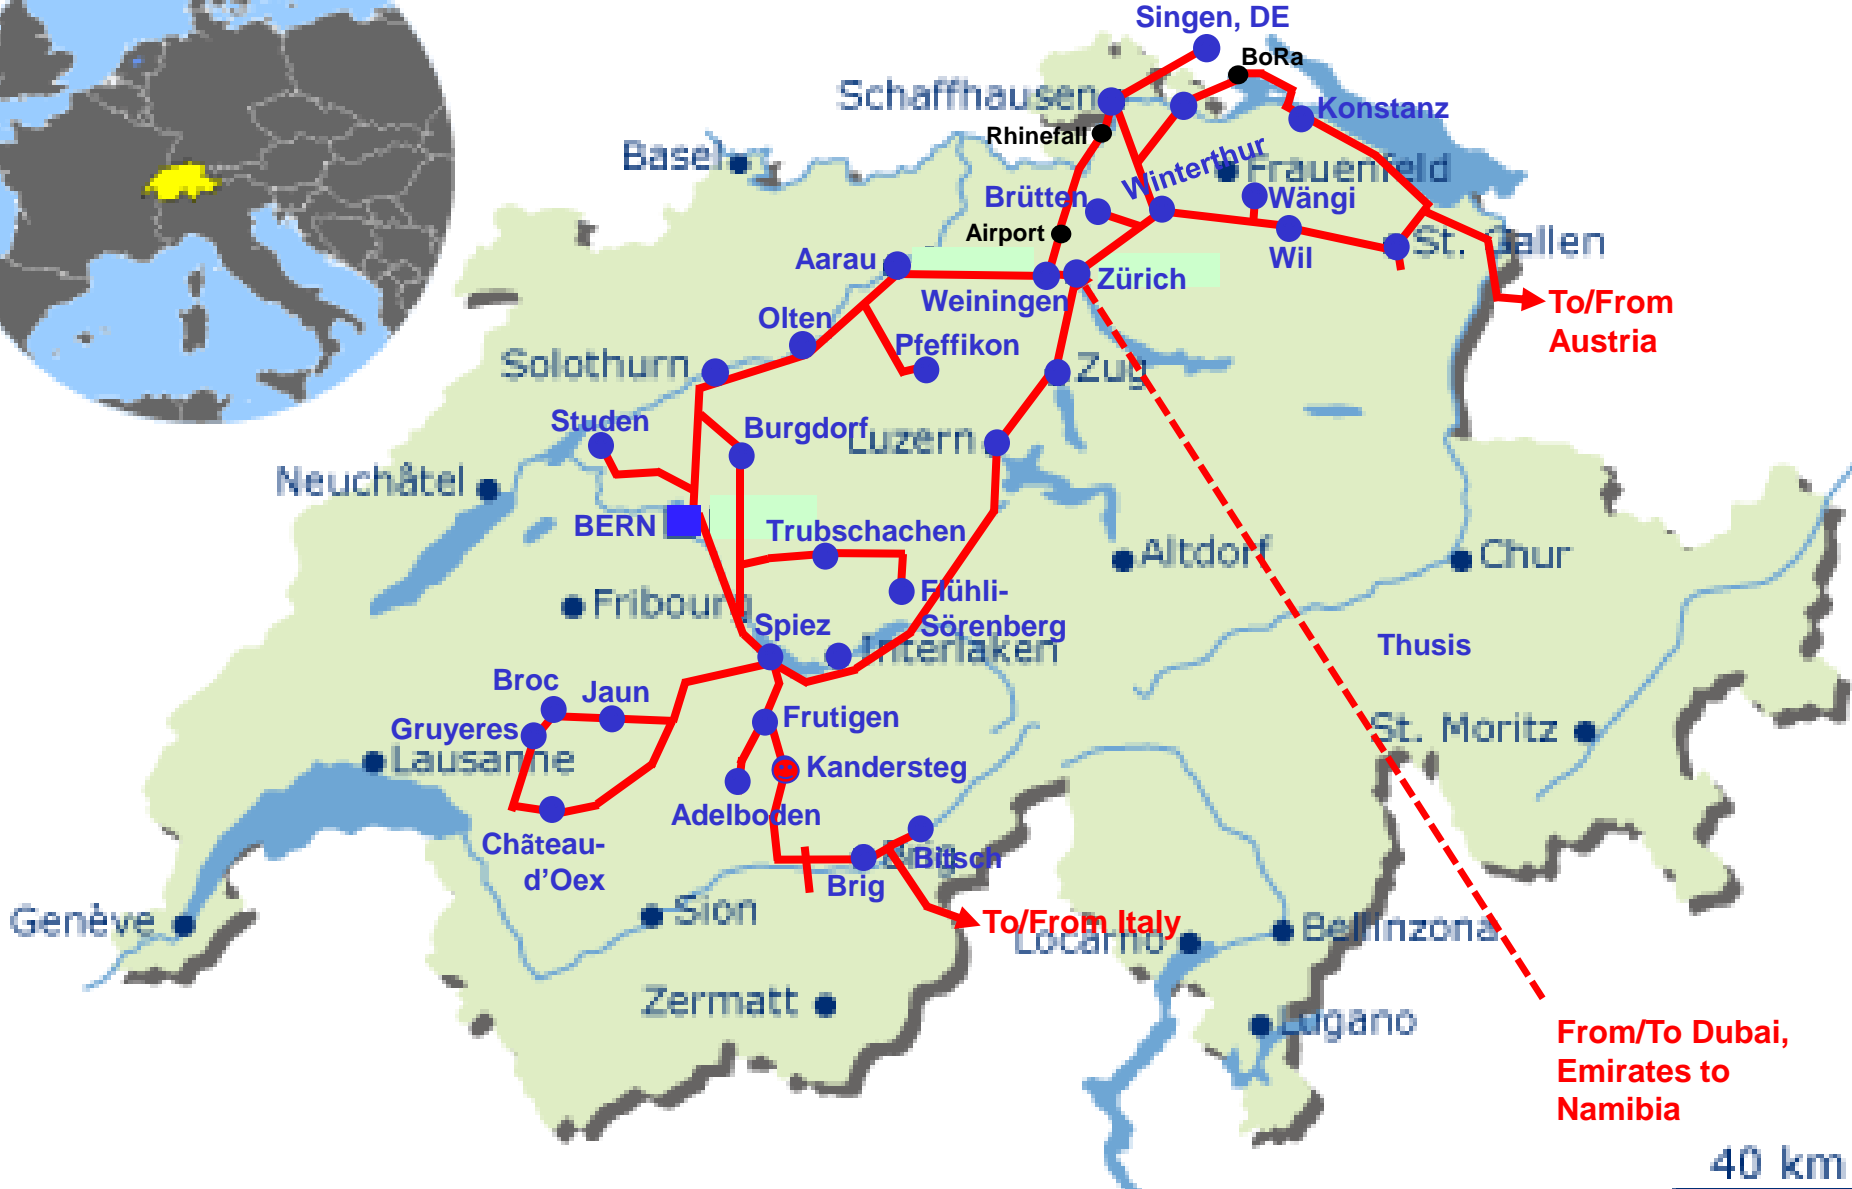 Singen, DE
BoRa
Schaffhausen
Konstanz
Rhinefall
Basel
Winterthur
Frauenfeld
Brütten
Wängi
Airport
St. Gallen
Wil
Aarau
Zürich
Weiningen
To/From
Austria
Olten
Pfeffikon
Solothurn
Zug
Studen
Burgdorf
Luzern
Neuchâtel
BERN
Trubschachen
Altdorf
Chur
Flühli-
Sörenberg
Fribourg
Spiez
Interlaken
Thusis
Broc
Jaun
Gruyeres
Frutigen
St. Moritz
Lausanne
Kandersteg
Adelboden
Château-
d’Oex
Brig
Bitsch
Brig
Sion
Genève
To/From Italy
Locarno
Bellinzona
Zermatt
Lugano
From/To Dubai,
Emirates to
Namibia
40 km